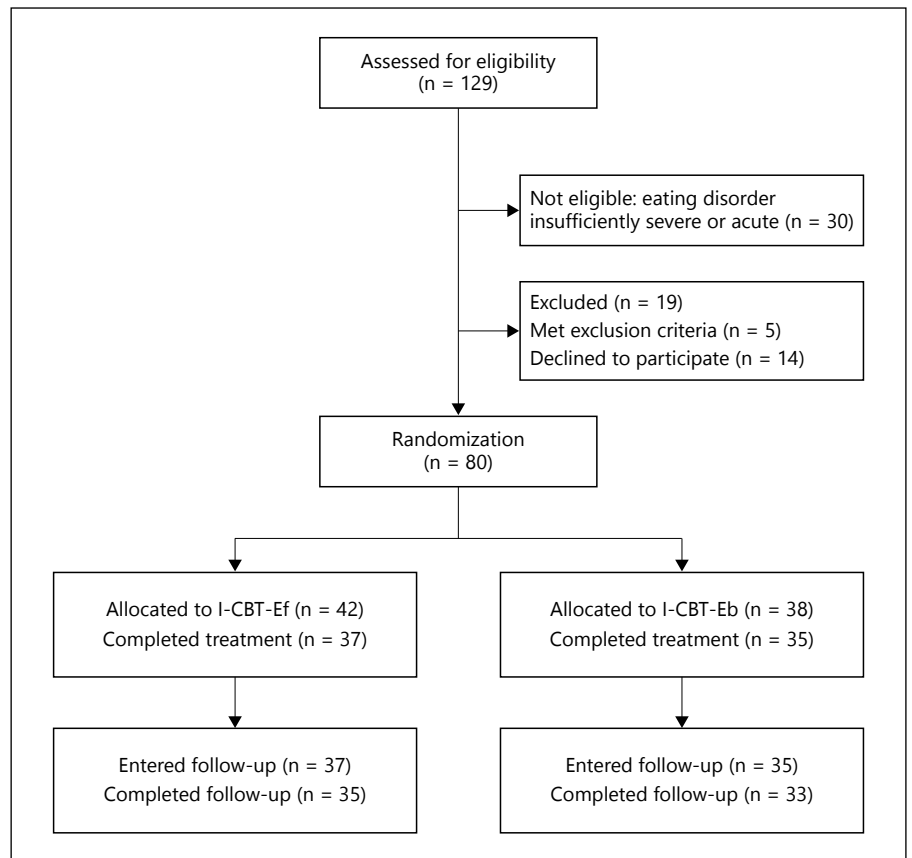 Assessed for eligibility
(n = 129)
Not eligible: eating disorder
insufficiently severe or acute (n = 30)
Excluded (n = 19)
Met exclusion criteria (n = 5)
Declined to participate (n = 14)
Randomization
(n = 80)
Allocated to I-CBT-Ef (n = 42)
Completed treatment (n = 37)
Allocated to I-CBT-Eb (n = 38)
Completed treatment (n = 35)
Entered follow-up (n = 37)
Completed follow-up (n = 35)
Entered follow-up (n = 35)
Completed follow-up (n = 33)